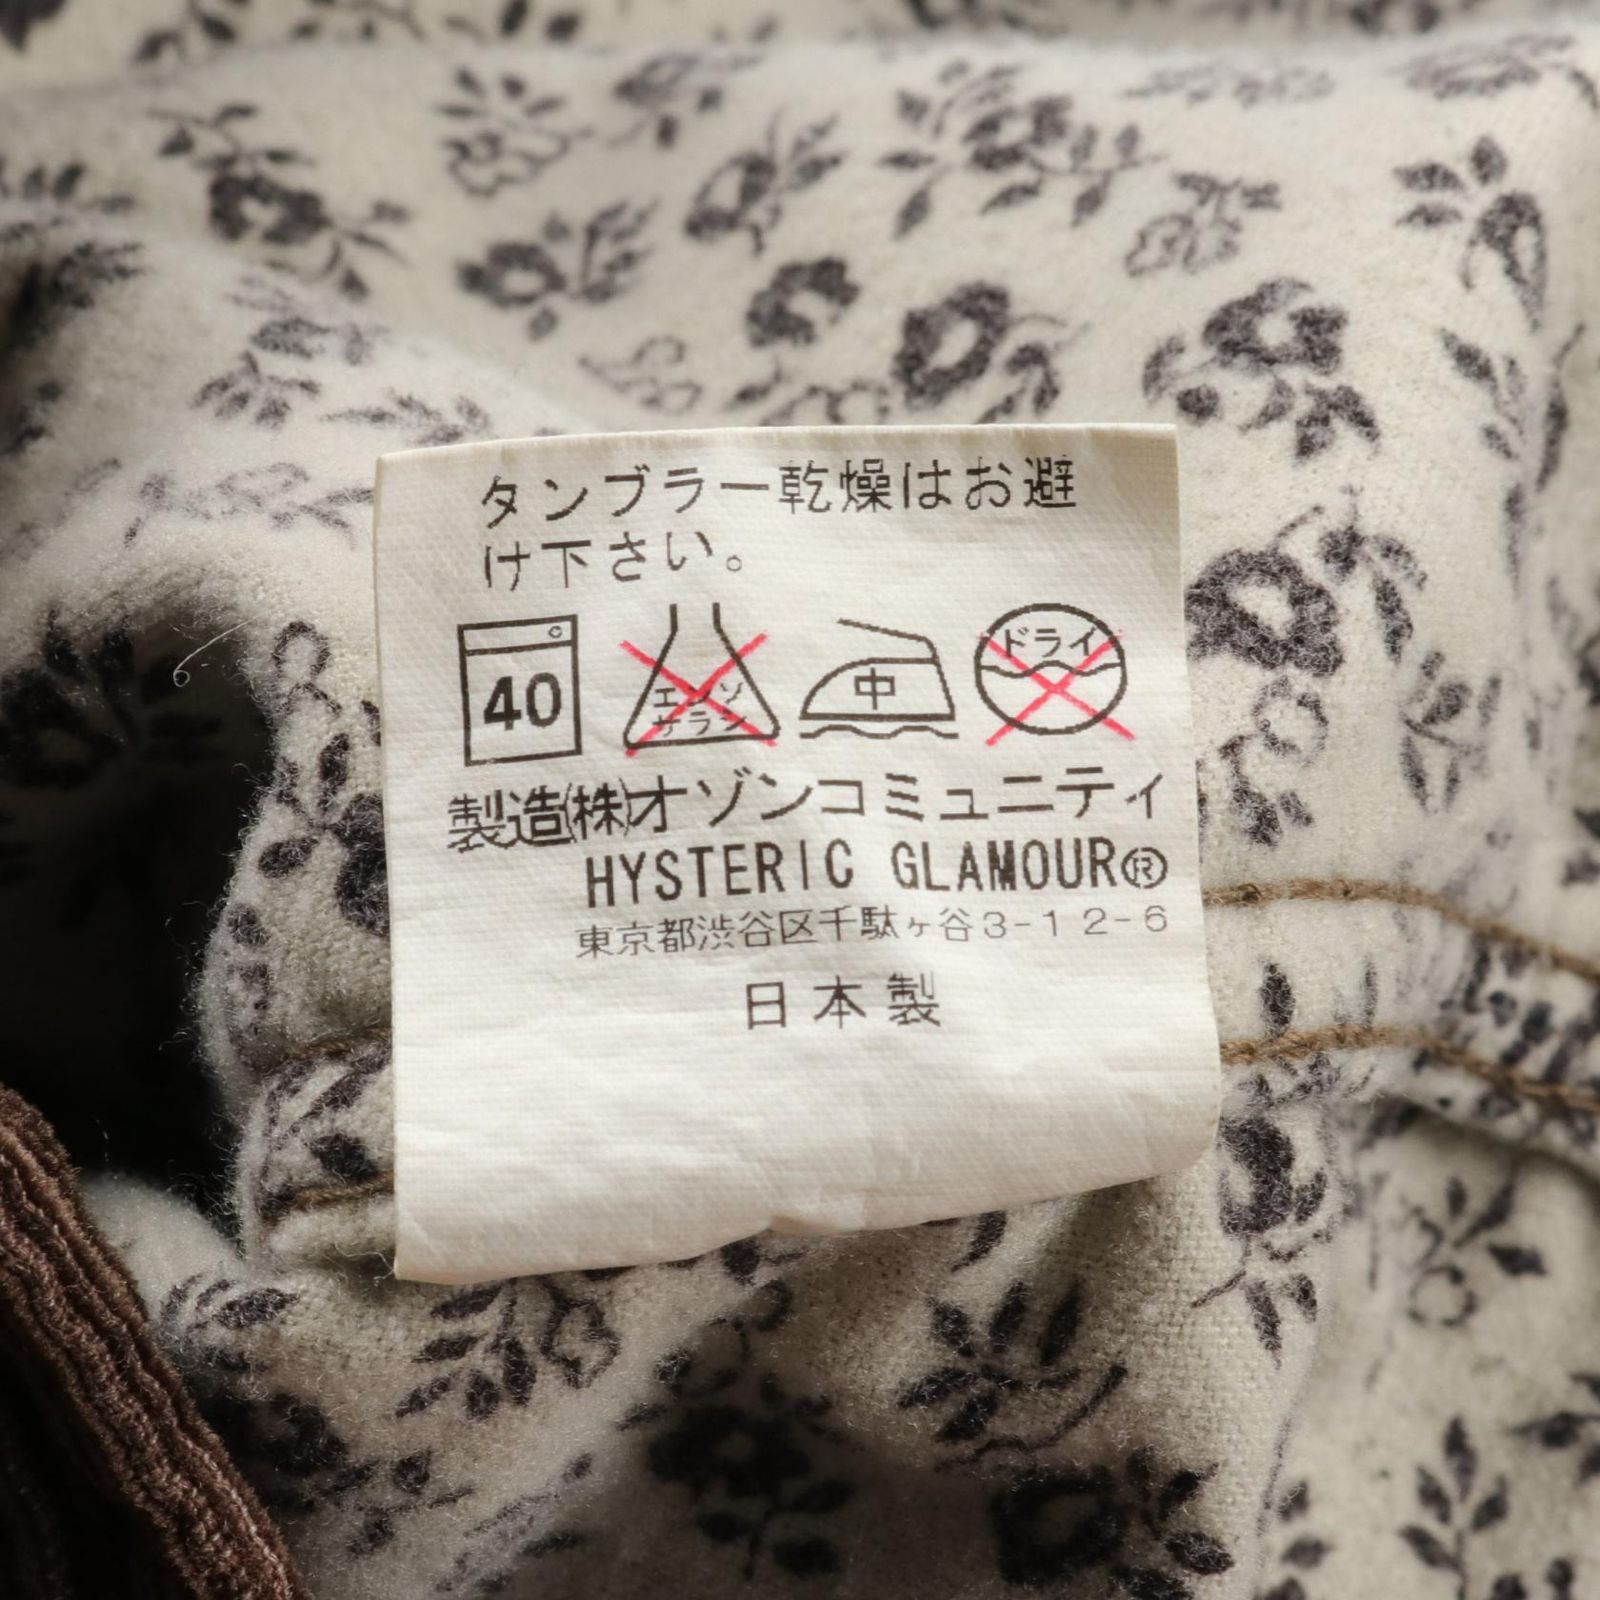 タンブラー乾燥はお避
け下さい。
40
エンソ
サラシ
中
ドライ
製造㈱オゾンコミュニティ
HYSTERIC GLAMOUR®
東京都渋谷区千駄ヶ谷3-12-6
日本製